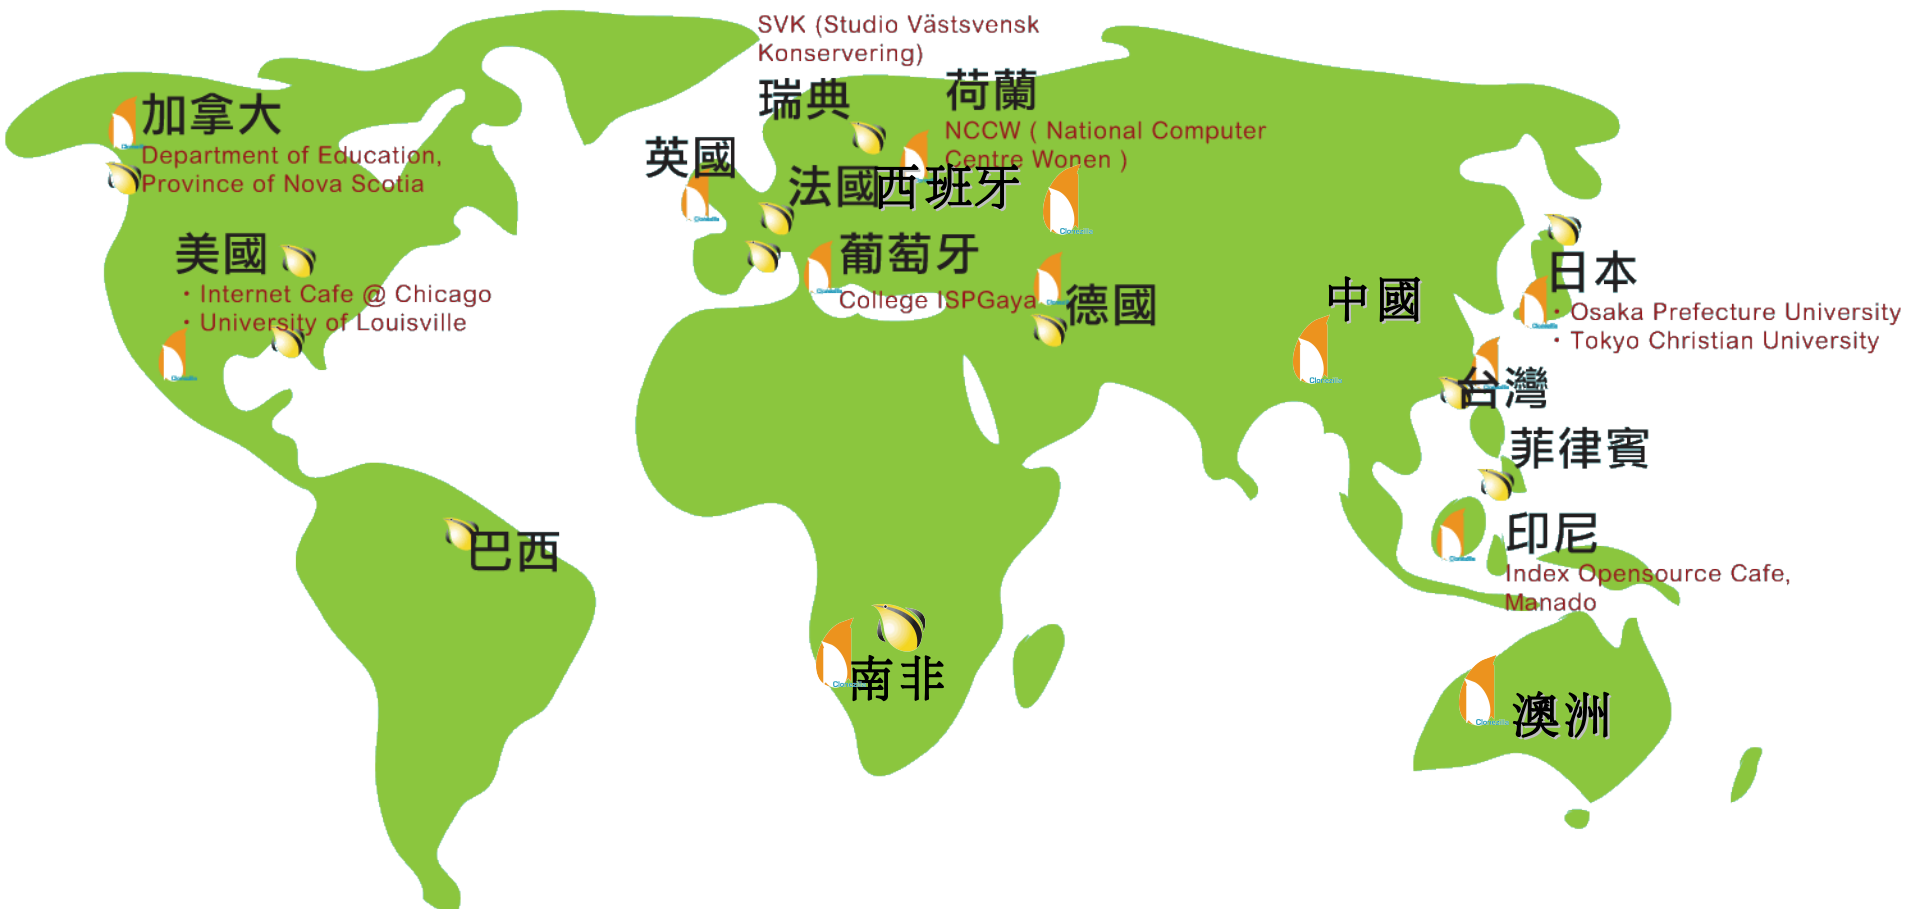 SVK (Studio Västsvensk
Konservering)
瑞典
荷蘭
NCCW ( National Computer
Centre Wonen )
加拿大
Department of Education,
Province of Nova Scotia
英國
法國
西班牙
美國
・Internet Cafe @ Chicago
・University of Louisville
葡萄牙
College ISPGaya
德國
中國
日本
・Osaka Prefecture University
・Tokyo Christian University
台灣
菲律賓
印尼
Index Opensource Cafe,
Manado
巴西
南非
澳洲